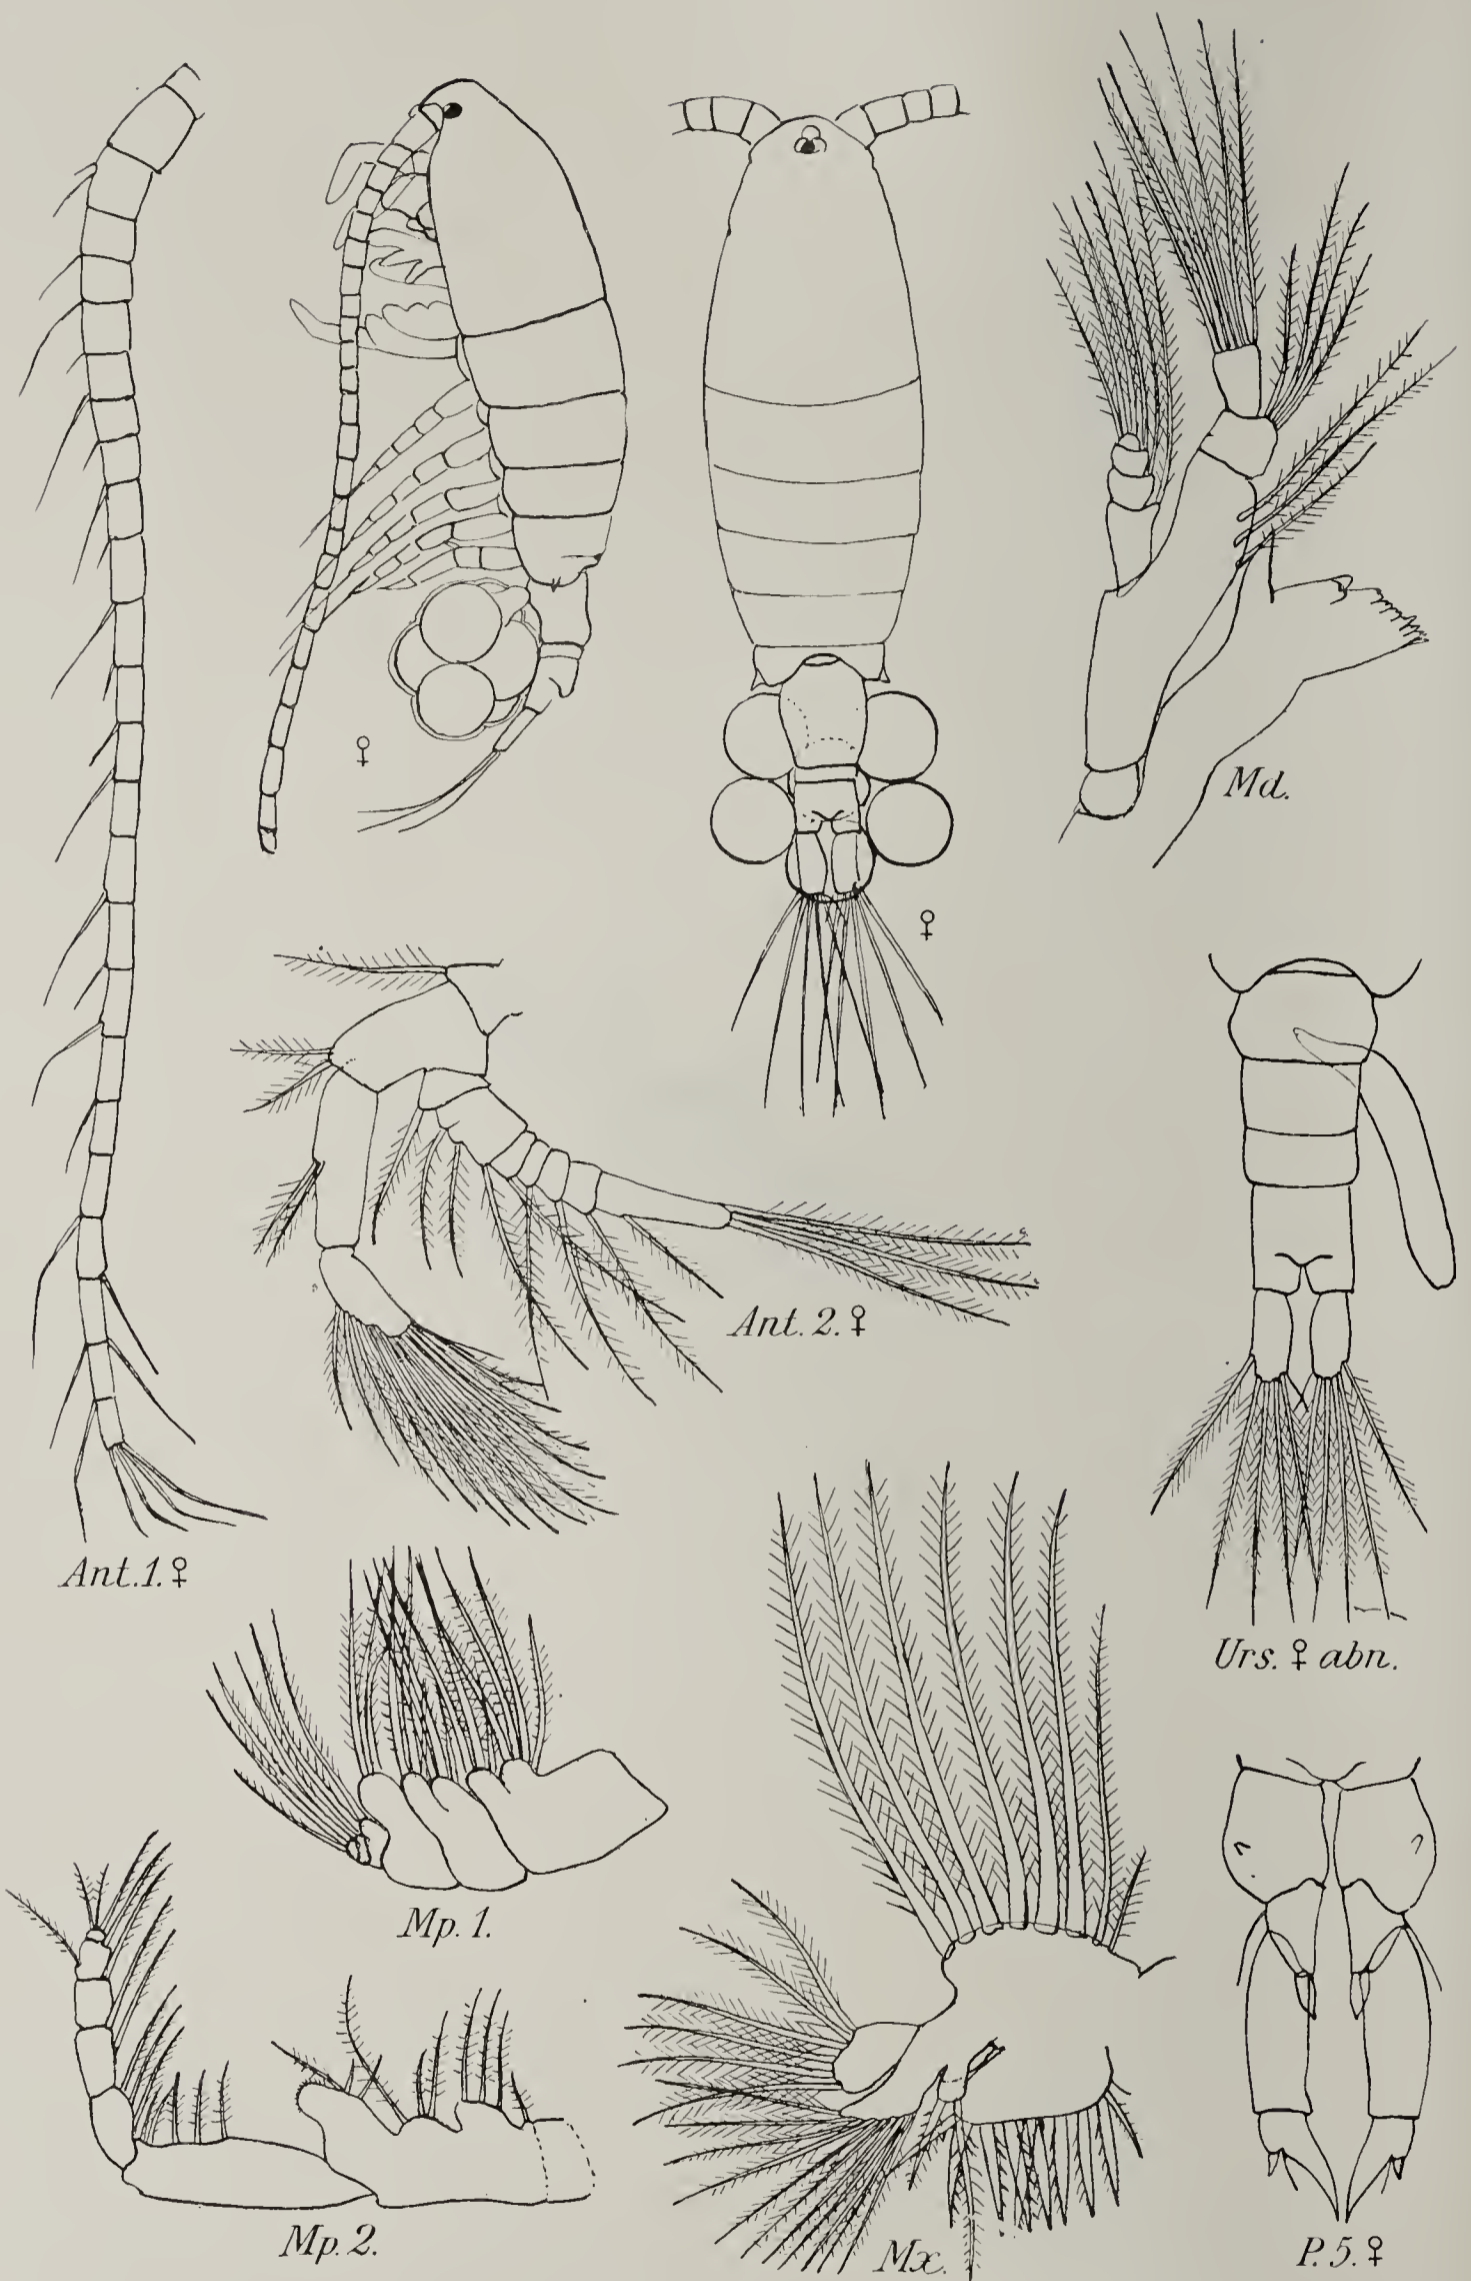 ♀
Md.
♀
Ant. 2. ♀
Ant. 1. ♀
Urs. ♀ abn.
Mp. 1.
Mp. 2.
Mx.
P. 5. ♀